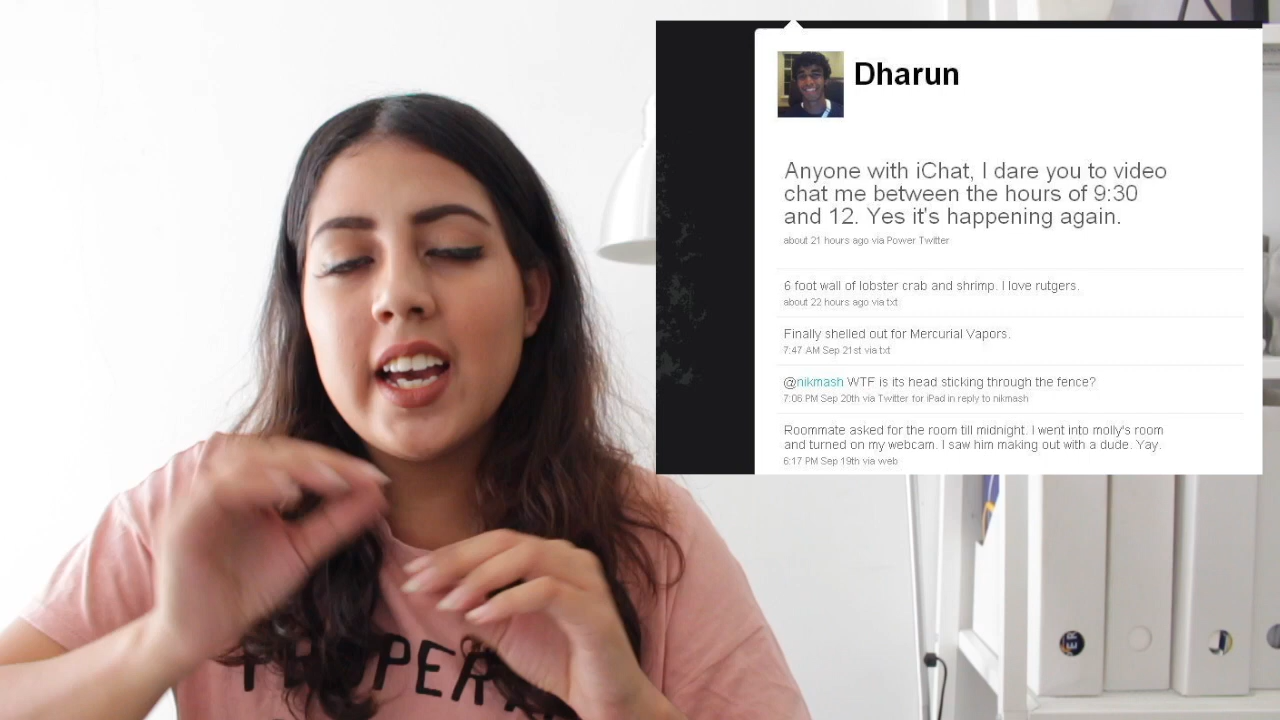 Dharun
Anyone with iChat, I dare you to video
chat me between the hours of 9:30
and 12. Yes it's happening again.
about 21 hours ago via Power Twitter
6 foot wall of lobster crab and shrimp. I love rutgers.
about 22 hours ago via txt
Finally shelled out for Mercurial Vapors.
7:47 AM Sep 21st via txt
@nikmash WTF is its head sticking through the fence?
7:06 PM Sep 20th via Twitter for iPad in reply to nikmash
Roommate asked for the room till midnight. I went into molly's room
and turned on my webcam. I saw him making out with a dude. Yay.
6:17 PM Sep 19th via web